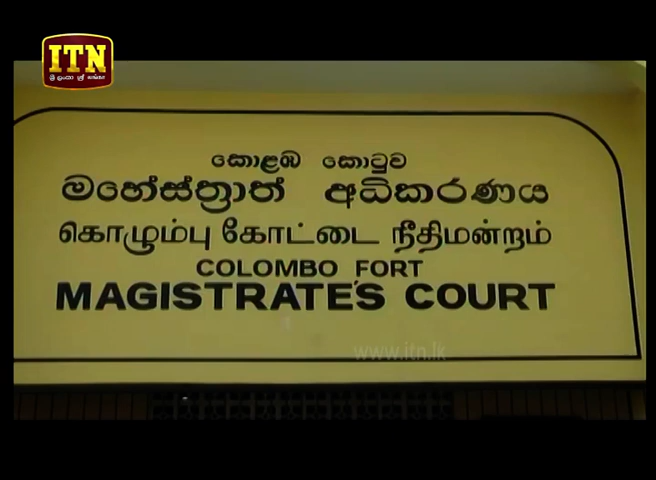 ITN
ශ්‍රී ලංකා
කොළඹ කොටුව
මහේස්ත්‍රාත් අධිකරණය
கொழும்பு கோட்டை நீதிமன்றம்
COLOMBO FORT
MAGISTRATE'S COURT
www.itn.lk